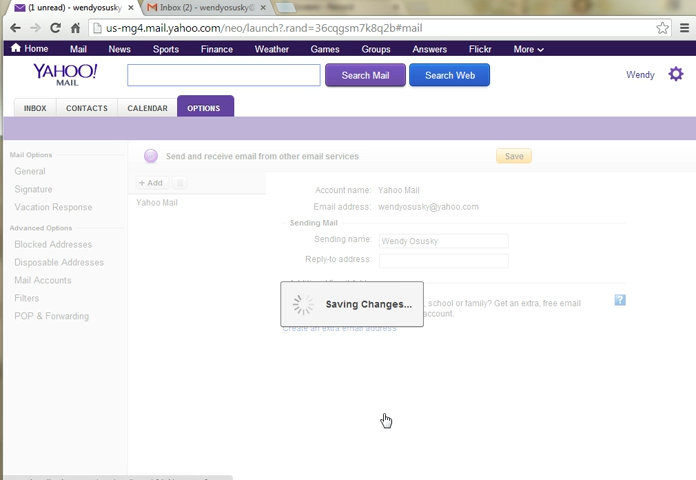 (1 unread) - wendyosusky
Inbox (2) - wendyosusky@
us-mg4.mail.yahoo.com/neo/launch?.rand=36cqgsm7k8q2b#mail
Home Mail News Sports Finance Weather Games Groups Answers Flickr More
YAHOO!
MAIL
Search Mail
Search Web
Wendy
INBOX CONTACTS CALENDAR OPTIONS
Mail Options
General
Signature
Vacation Response
Advanced Options
Blocked Addresses
Disposable Addresses
Mail Accounts
Filters
POP & Forwarding
Send and receive email from other email services
Save
+ Add
Yahoo Mail
Account name: Yahoo Mail
Email address: wendyosusky@yahoo.com
Sending Mail
Sending name: Wendy Osusky
Reply-to address:
Saving Changes...
, school or family? Get an extra, free email
account.
?
Create an extra email address